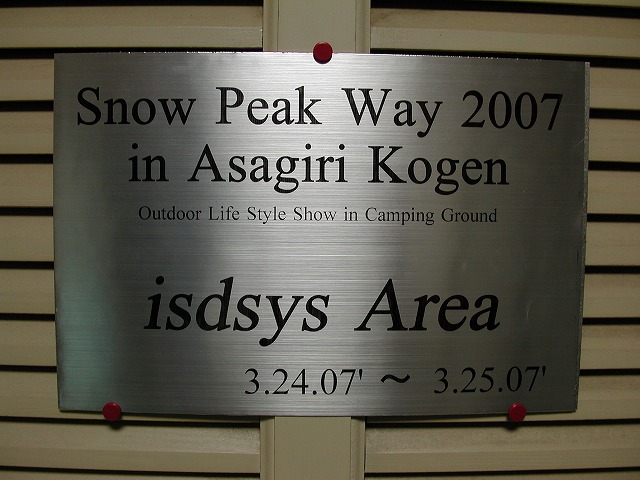 Snow Peak Way 2007
in Asagiri Kogen
Outdoor Life Style Show in Camping Ground
isdsys Area
3.24.07' ～ 3.25.07'